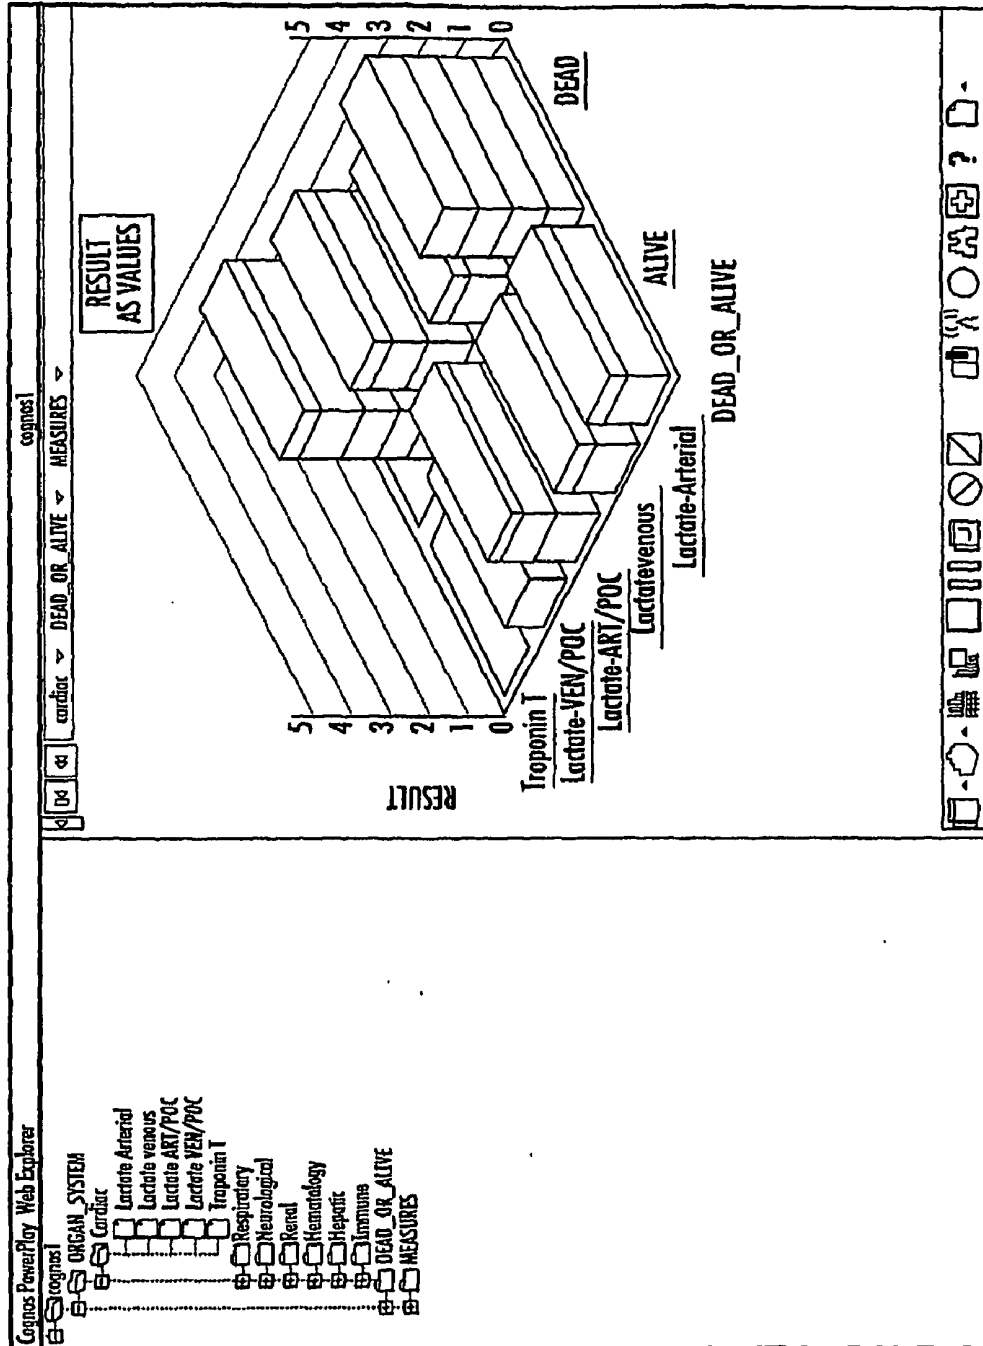 Cognos PowerPlay Web Explorer
cognos1
cognos1
ORGAN_SYSTEM
Cardiac
Lactate Arterial
Lactate venous
Lactate ART/POC
Lactate VEN/POC
Troponin T
Respiratory
Neurological
Renal
Hematology
Hepatic
Immune
DEAD_OR_ALIVE
MEASURES
cardiac
DEAD_OR_ALIVE
MEASURES
RESULT
AS VALUES
RESULT
5
4
3
2
1
0
5
4
3
2
1
0
Troponin T
Lactate-VEN/POC
Lactate-ART/POC
Lactatevenous
Lactate-Arterial
DEAD_OR_ALIVE
ALIVE
DEAD
?